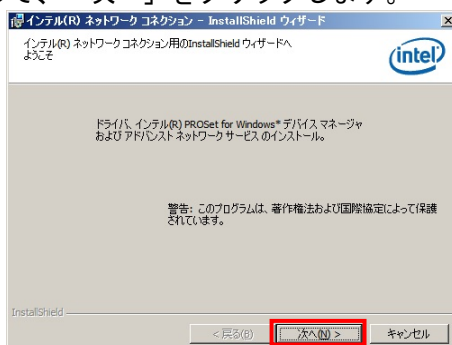 をクリックします。
インテル(R) ネットワーク コネクション - InstallShield ウィザード
インテル(R) ネットワーク コネクション用のInstallShield ウィザードへ
ようこそ
intel
ドライバ、インテル(R) PROSet for Windows* デバイス マネージャ
および アドバンスト ネットワーク サービス のインストール。
警告: このプログラムは、著作権法および国際協定によって保護
されています。
InstallShield
< 戻る(B)
次へ(N) >
キャンセル